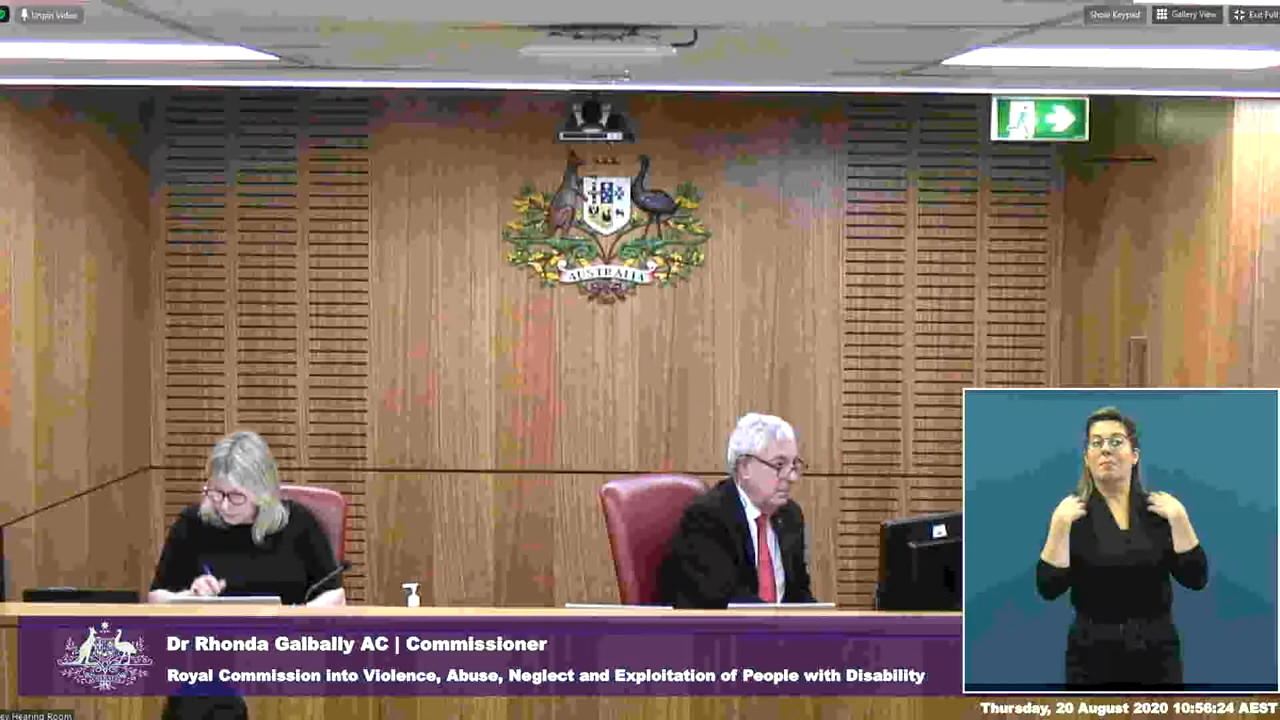 Unpin Video
Show Keypad
Gallery View
Exit Full
AUSTRALIA
Dr Rhonda Galbally AC | Commissioner
Royal Commission into Violence, Abuse, Neglect and Exploitation of People with Disability
Hearing Room
Thursday, 20 August 2020 10:56:24 AEST